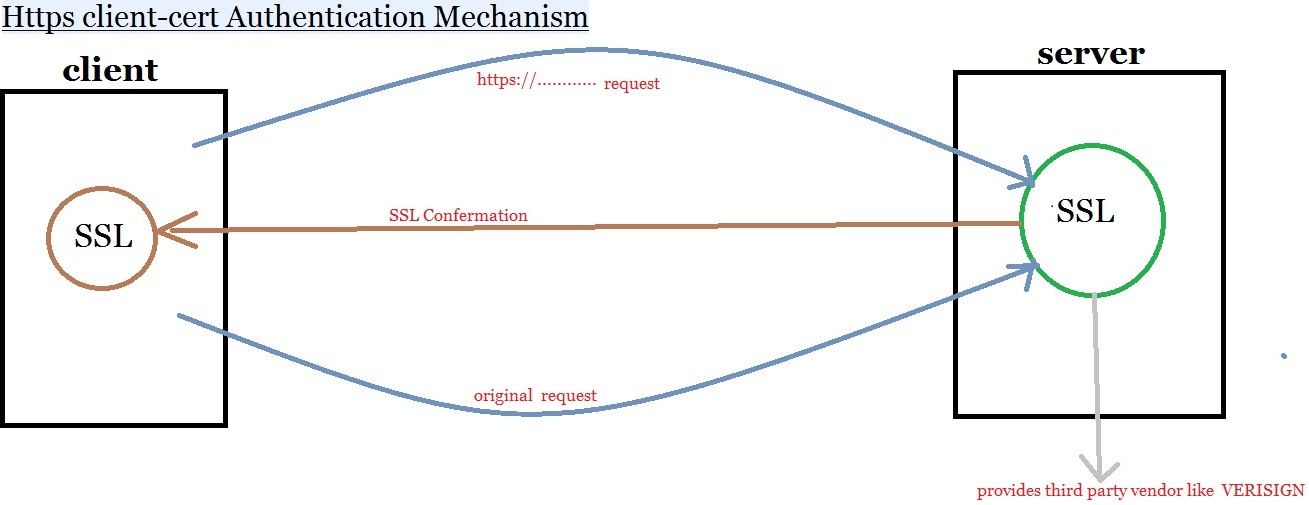 Https client-cert Authentication Mechanism
client
server
https://............ request
SSL
SSL Confermation
SSL
original request
provides third party vendor like VERISIGN